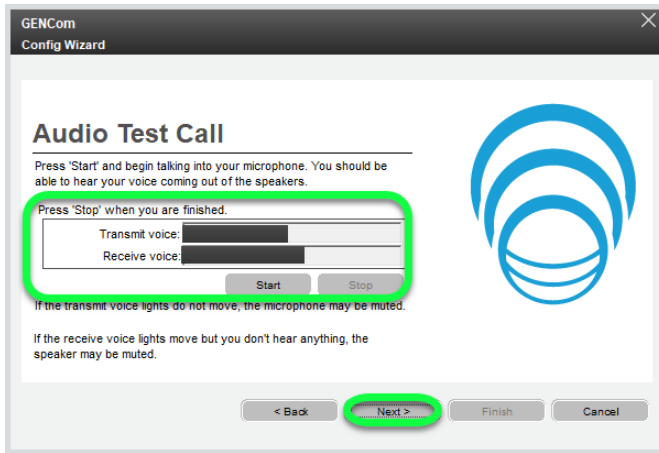 GENCom
Config Wizard
Audio Test Call
Press 'Start' and begin talking into your microphone. You should be
able to hear your voice coming out of the speakers.
Press 'Stop' when you are finished.
Transmit voice:
Receive voice:
Start Stop
If the transmit voice lights do not move, the microphone may be muted.
If the receive voice lights move but you don't hear anything, the
speaker may be muted.
< Back Next > Finish Cancel